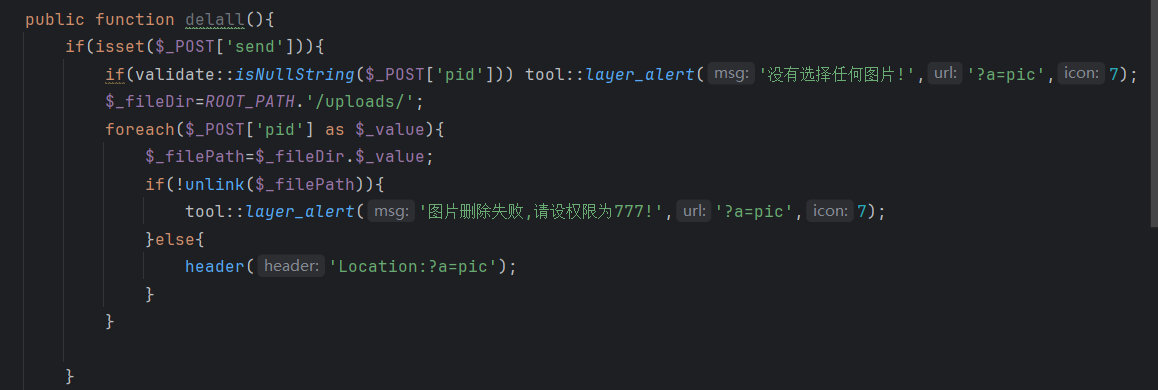 public function delall(){
if(isset($_POST['send'])){
if(validate::isNullString($_POST['pid'])) tool::layer_alert( msg: '没有选择任何图片!', url: '?a=pic', icon: 7);
$_fileDir=ROOT_PATH.'/uploads/';
foreach($_POST['pid'] as $_value){
$_filePath=$_fileDir.$_value;
if(!unlink($_filePath)){
tool::layer_alert( msg: '图片删除失败,请设权限为777!', url: '?a=pic', icon: 7);
}else{
header( header: 'Location:?a=pic');
}
}
}